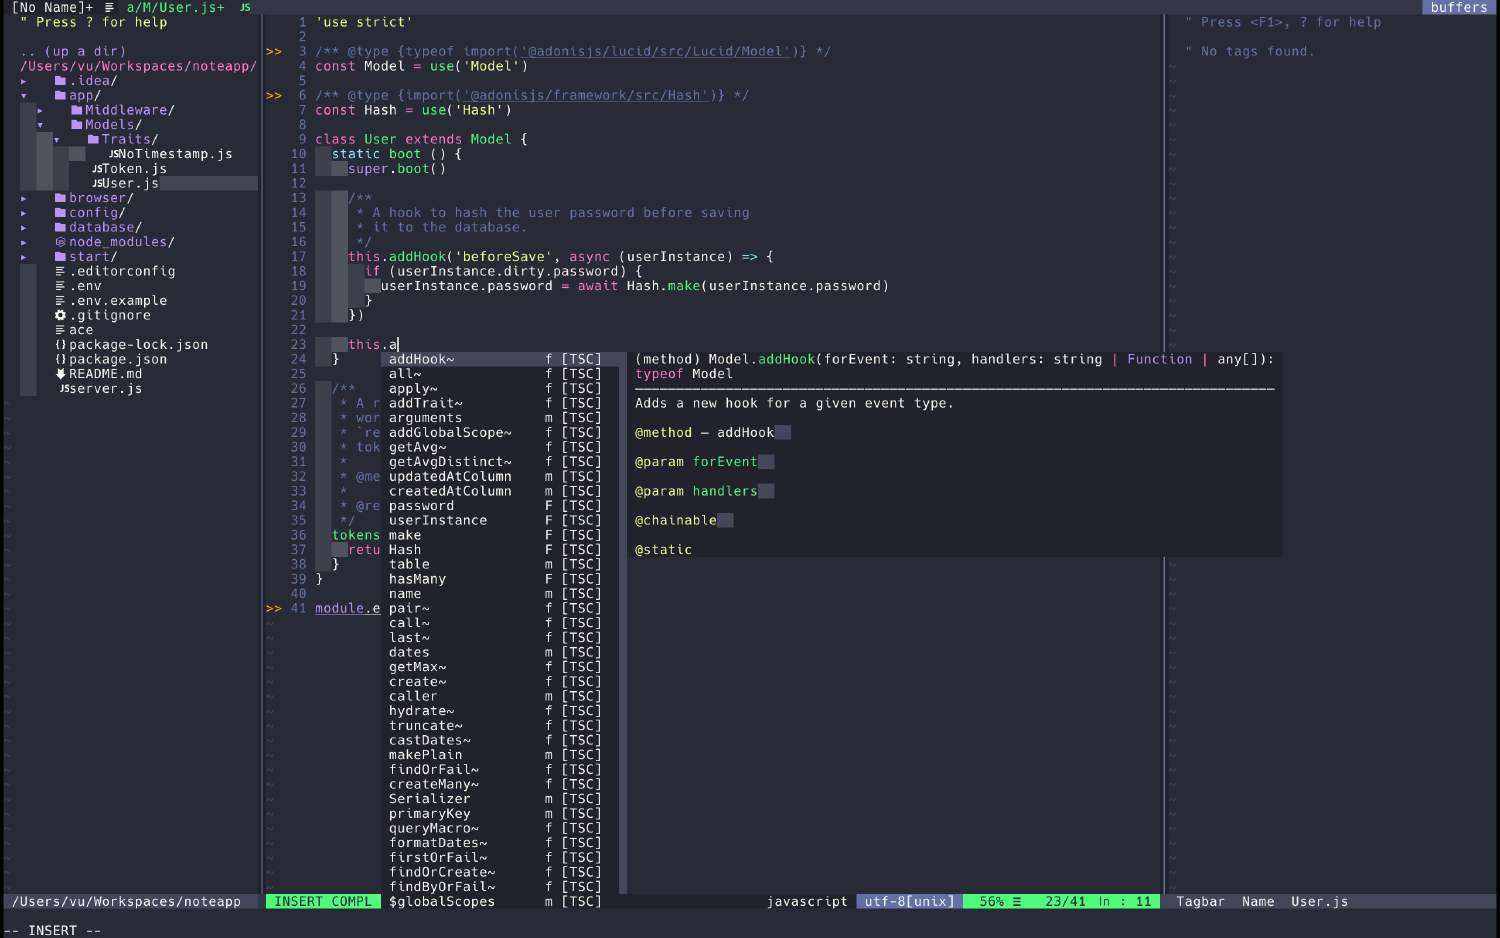 [No Name]+ a/M/User.js+ JS
buffers
" Press ? for help
.. (up a dir)
/Users/vu/Workspaces/noteapp/
▸ .idea/
▾ app/
▸ Middleware/
▾ Models/
▾ Traits/
JS NoTimestamp.js
JS Token.js
JS User.js
▸ browser/
▸ config/
▸ database/
▸ node_modules/
▸ start/
.editorconfig
.env
.env.example
.gitignore
ace
{} package-lock.json
{} package.json
README.md
JS server.js
/Users/vu/Workspaces/noteapp
1 'use strict'
2
>> 3 /** @type {typeof import('@adonisjs/lucid/src/Lucid/Model')} */
4 const Model = use('Model')
5
>> 6 /** @type {import('@adonisjs/framework/src/Hash')} */
7 const Hash = use('Hash')
8
9 class User extends Model {
10 static boot () {
11 super.boot()
12
13 /**
14 * A hook to hash the user password before saving
15 * it to the database.
16 */
17 this.addHook('beforeSave', async (userInstance) => {
18 if (userInstance.dirty.password) {
19 userInstance.password = await Hash.make(userInstance.password)
20 }
21 })
22
23 this.a
24 }
25
26 /**
27 * A r
28 * wor
29 * `re
30 * tok
31 *
32 * @me
33 *
34 * @re
35 */
36 tokens
37 retu
38 }
39 }
40
>> 41 module.e
addHook~ f [TSC]
all~ f [TSC]
apply~ f [TSC]
addTrait~ f [TSC]
arguments m [TSC]
addGlobalScope~ f [TSC]
getAvg~ f [TSC]
getAvgDistinct~ f [TSC]
updatedAtColumn m [TSC]
createdAtColumn m [TSC]
password F [TSC]
userInstance F [TSC]
make F [TSC]
Hash F [TSC]
table m [TSC]
hasMany F [TSC]
name m [TSC]
pair~ f [TSC]
call~ f [TSC]
last~ f [TSC]
dates m [TSC]
getMax~ f [TSC]
create~ f [TSC]
caller m [TSC]
hydrate~ f [TSC]
truncate~ f [TSC]
castDates~ f [TSC]
makePlain m [TSC]
findOrFail~ f [TSC]
createMany~ f [TSC]
Serializer m [TSC]
primaryKey m [TSC]
queryMacro~ f [TSC]
formatDates~ f [TSC]
firstOrFail~ f [TSC]
findOrCreate~ f [TSC]
findByOrFail~ f [TSC]
$globalScopes m [TSC]
(method) Model.addHook(forEvent: string, handlers: string | Function | any[]):
typeof Model
Adds a new hook for a given event type.
@method – addHook
@param forEvent
@param handlers
@chainable
@static
INSERT COMPL
javascript utf-8[unix] 56% ☰ 23/41 ln : 11
" Press <F1>, ? for help
" No tags found.
Tagbar Name User.js
-- INSERT --